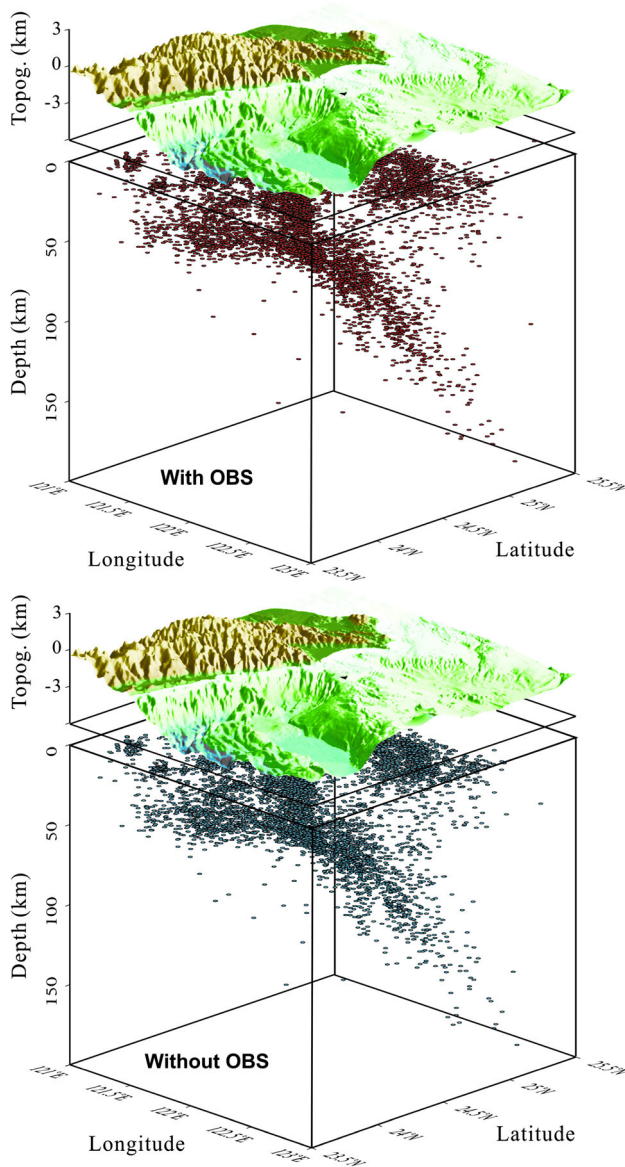 3
0
-3
Topog. (km)
0
50
100
150
Depth (km)
With OBS
121°E
121.5°E
122°E
122.5°E
123°E
Longitude
23.5°N
24°N
24.5°N
25°N
25.5°N
Latitude
3
0
-3
Topog. (km)
0
50
100
150
Depth (km)
Without OBS
121°E
121.5°E
122°E
122.5°E
123°E
Longitude
23.5°N
24°N
24.5°N
25°N
25.5°N
Latitude